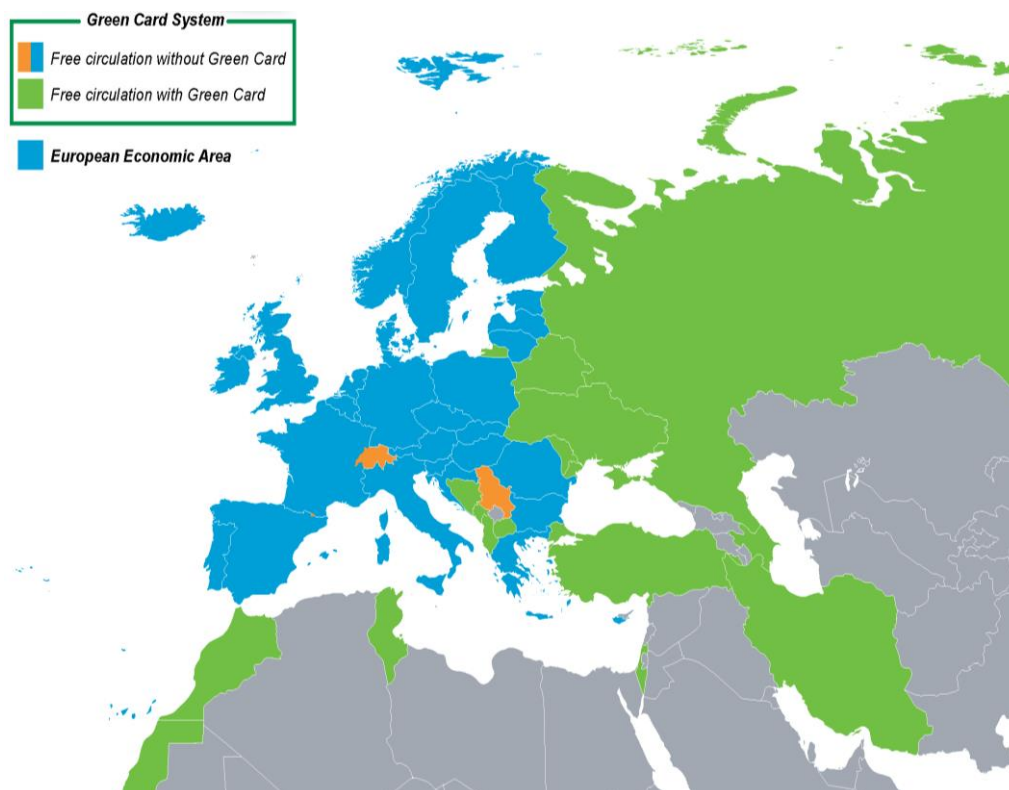 Green Card System
Free circulation without Green Card
Free circulation with Green Card
European Economic Area